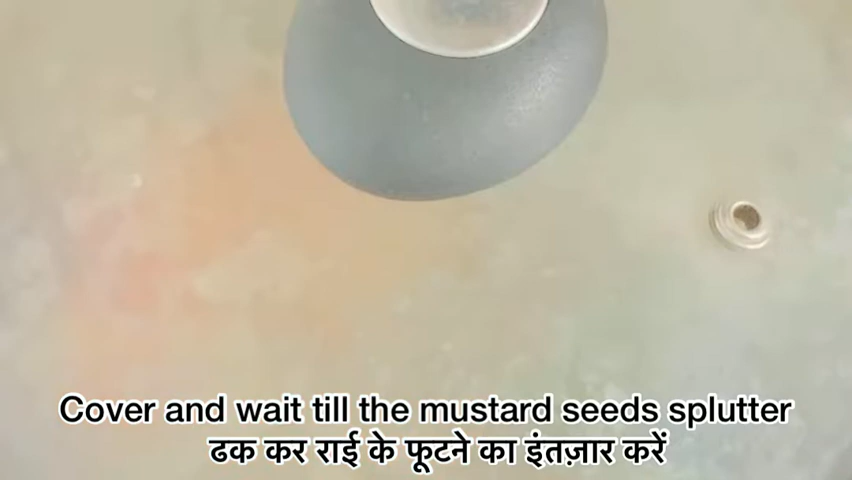 Cover and wait till the mustard seeds splutter
ढक कर राई के फूटने का इंतज़ार करें